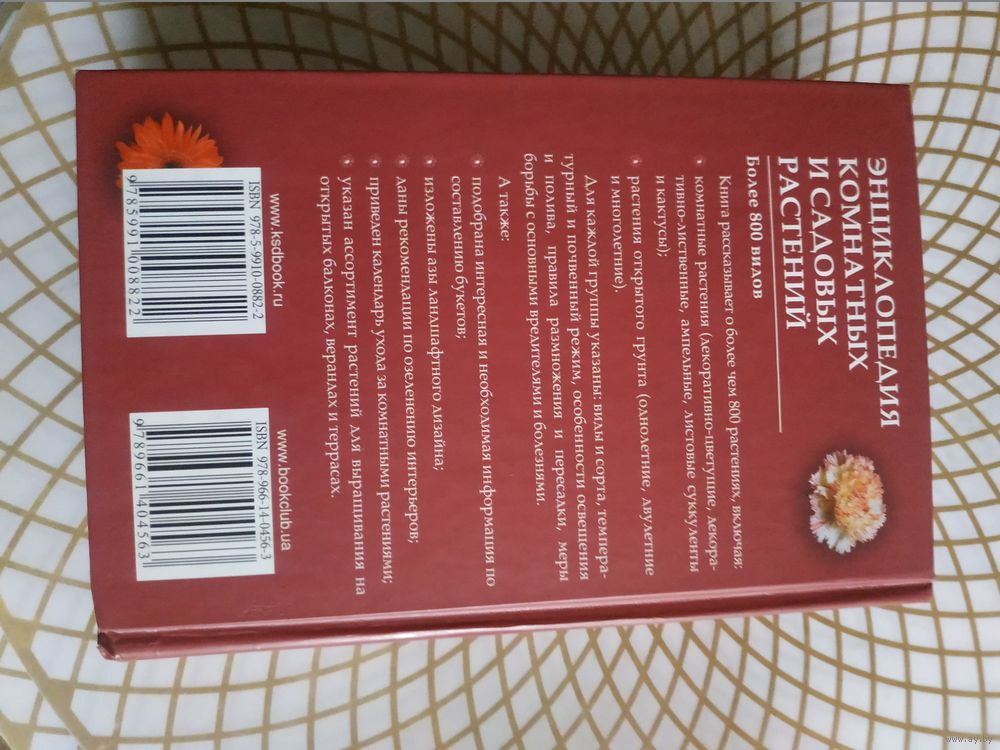 ЭНЦИКЛОПЕДИЯ
КОМНАТНЫХ
И САДОВЫХ
РАСТЕНИЙ
Более 800 видов
Книга рассказывает о более чем 800 растениях, включая:
• комнатные растения (декоративно-цветущие, декора-
тивно-лиственные, ампельные, листовые суккуленты
и кактусы);
• растения открытого грунта (однолетние, двулетние
и многолетние).
Для каждой группы указаны: виды и сорта, темпера-
турный и почвенный режим, особенности освещения
и полива, правила размножения и пересадки, меры
борьбы с основными вредителями и болезнями.
А также:
• подобрана интересная и необходимая информация по
составлению букетов;
• изложены азы ландшафтного дизайна;
• даны рекомендации по озеленению интерьеров;
• приведен календарь ухода за комнатными растениями;
• указан ассортимент растений для выращивания на
открытых балконах, верандах и террасах.
www.ksdbook.ru
ISBN 978-5-9910-0882-2
9785991008822
www.bookclub.ua
ISBN 978-966-14-0456-3
9789661404563
www.ay.by